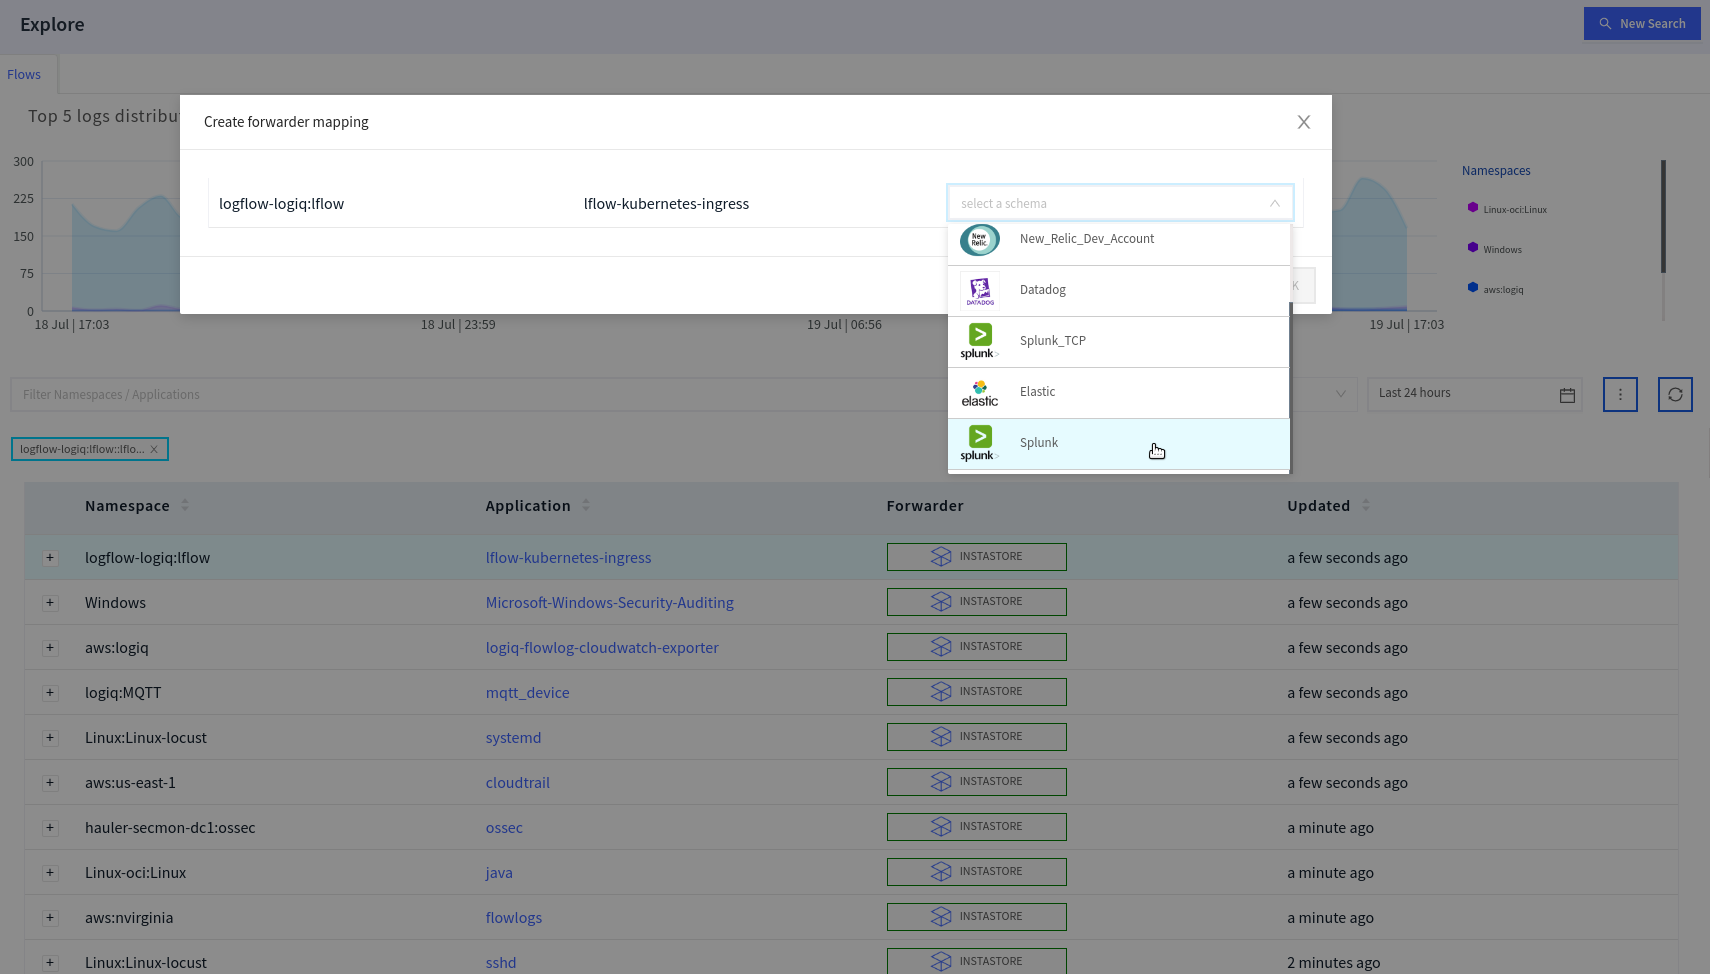 Explore
New Search
Flows
Top 5 logs distribu
Create forwarder mapping
300
225
150
75
0
18 Jul | 17:03
18 Jul | 23:59
19 Jul | 06:56
19 Jul | 17:03
Namespaces
Linux-oci:Linux
Windows
aws:logiq
logflow-logiq:lflow
lflow-kubernetes-ingress
select a schema
New Relic.
New_Relic_Dev_Account
DATADOG
Datadog
splunk>
Splunk_TCP
elastic
Elastic
splunk>
Splunk
K
Filter Namespaces / Applications
Last 24 hours
logflow-logiq:lflow::lflo...
Namespace Application Forwarder Updated
+ logflow-logiq:lflow lflow-kubernetes-ingress INSTASTORE a few seconds ago
+ Windows Microsoft-Windows-Security-Auditing INSTASTORE a few seconds ago
+ aws:logiq logiq-flowlog-cloudwatch-exporter INSTASTORE a few seconds ago
+ logiq:MQTT mqtt_device INSTASTORE a few seconds ago
+ Linux:Linux-locust systemd INSTASTORE a few seconds ago
+ aws:us-east-1 cloudtrail INSTASTORE a few seconds ago
+ hauler-secmon-dc1:ossec ossec INSTASTORE a minute ago
+ Linux-oci:Linux java INSTASTORE a minute ago
+ aws:nvirginia flowlogs INSTASTORE a minute ago
+ Linux:Linux-locust sshd INSTASTORE 2 minutes ago